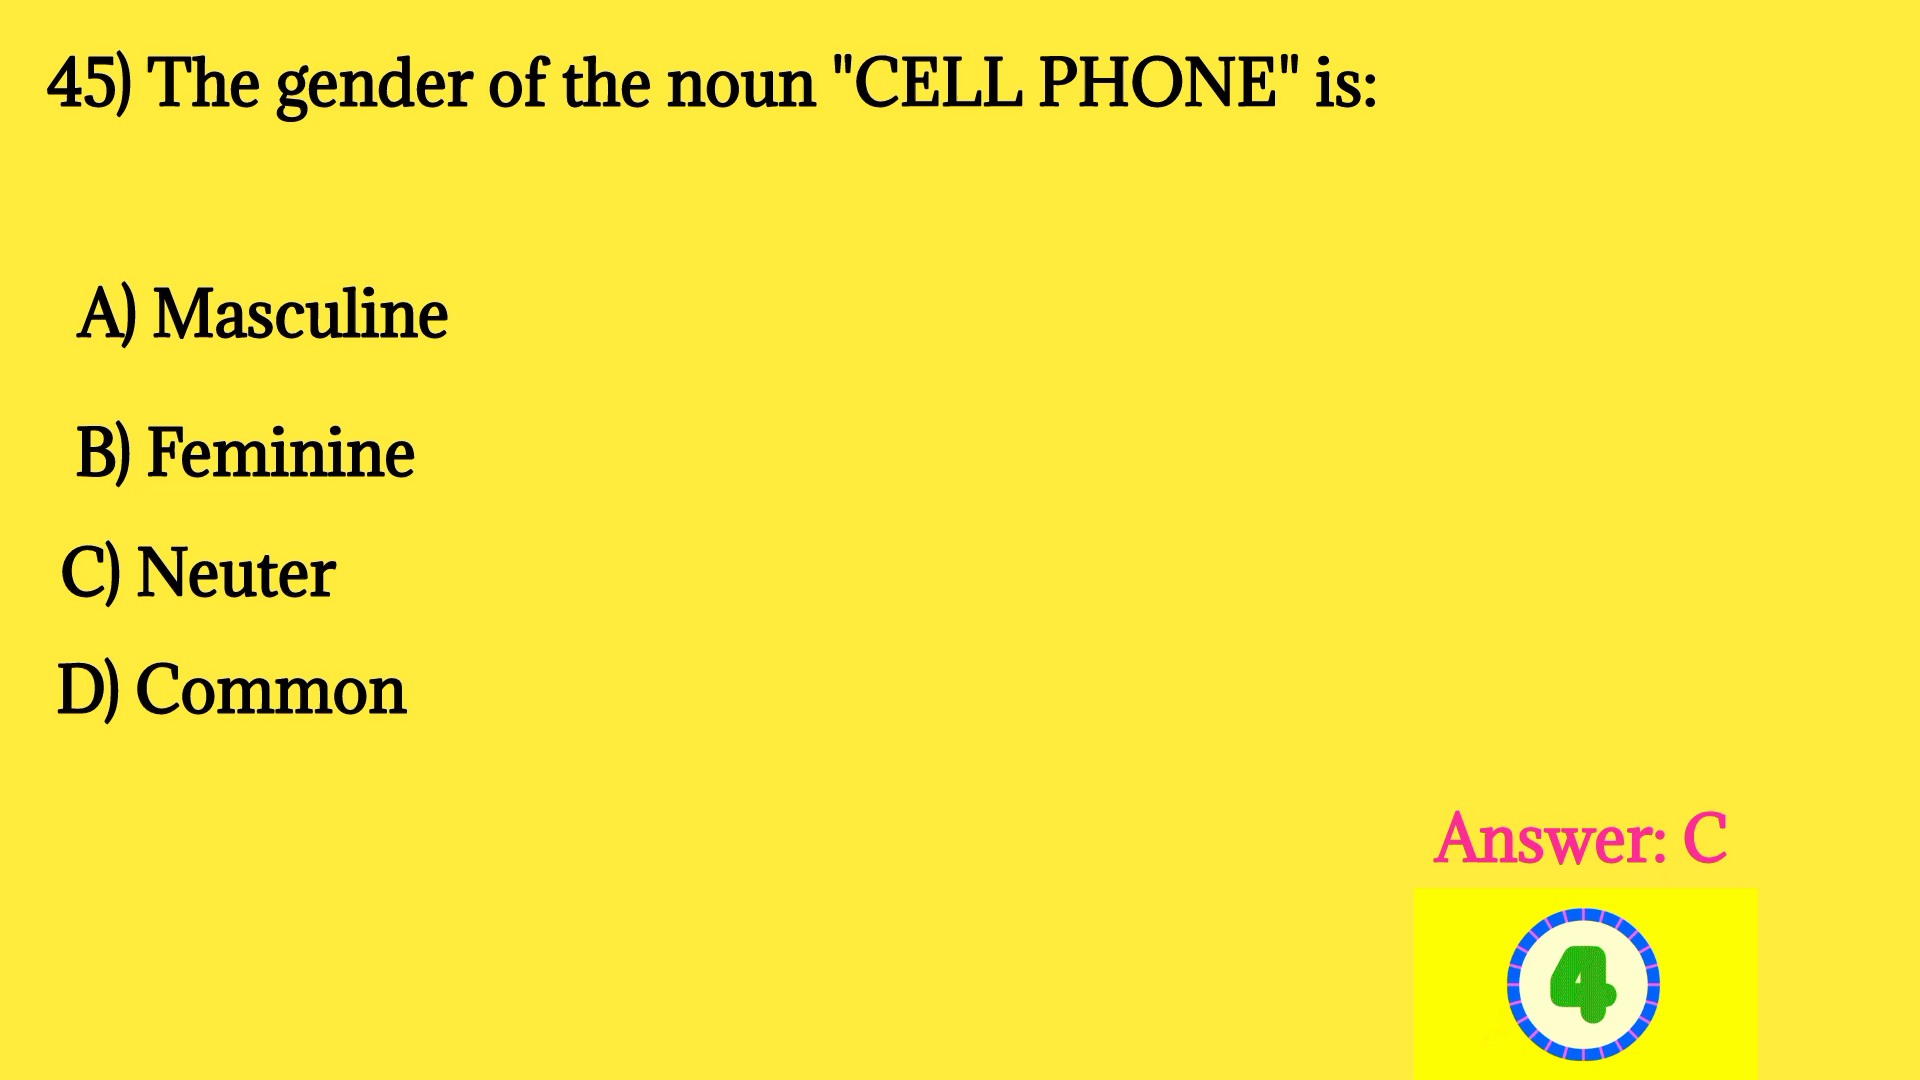 45) The gender of the noun "CELL PHONE" is:
A) Masculine
B) Feminine
C) Neuter
D) Common
Answer: C
4